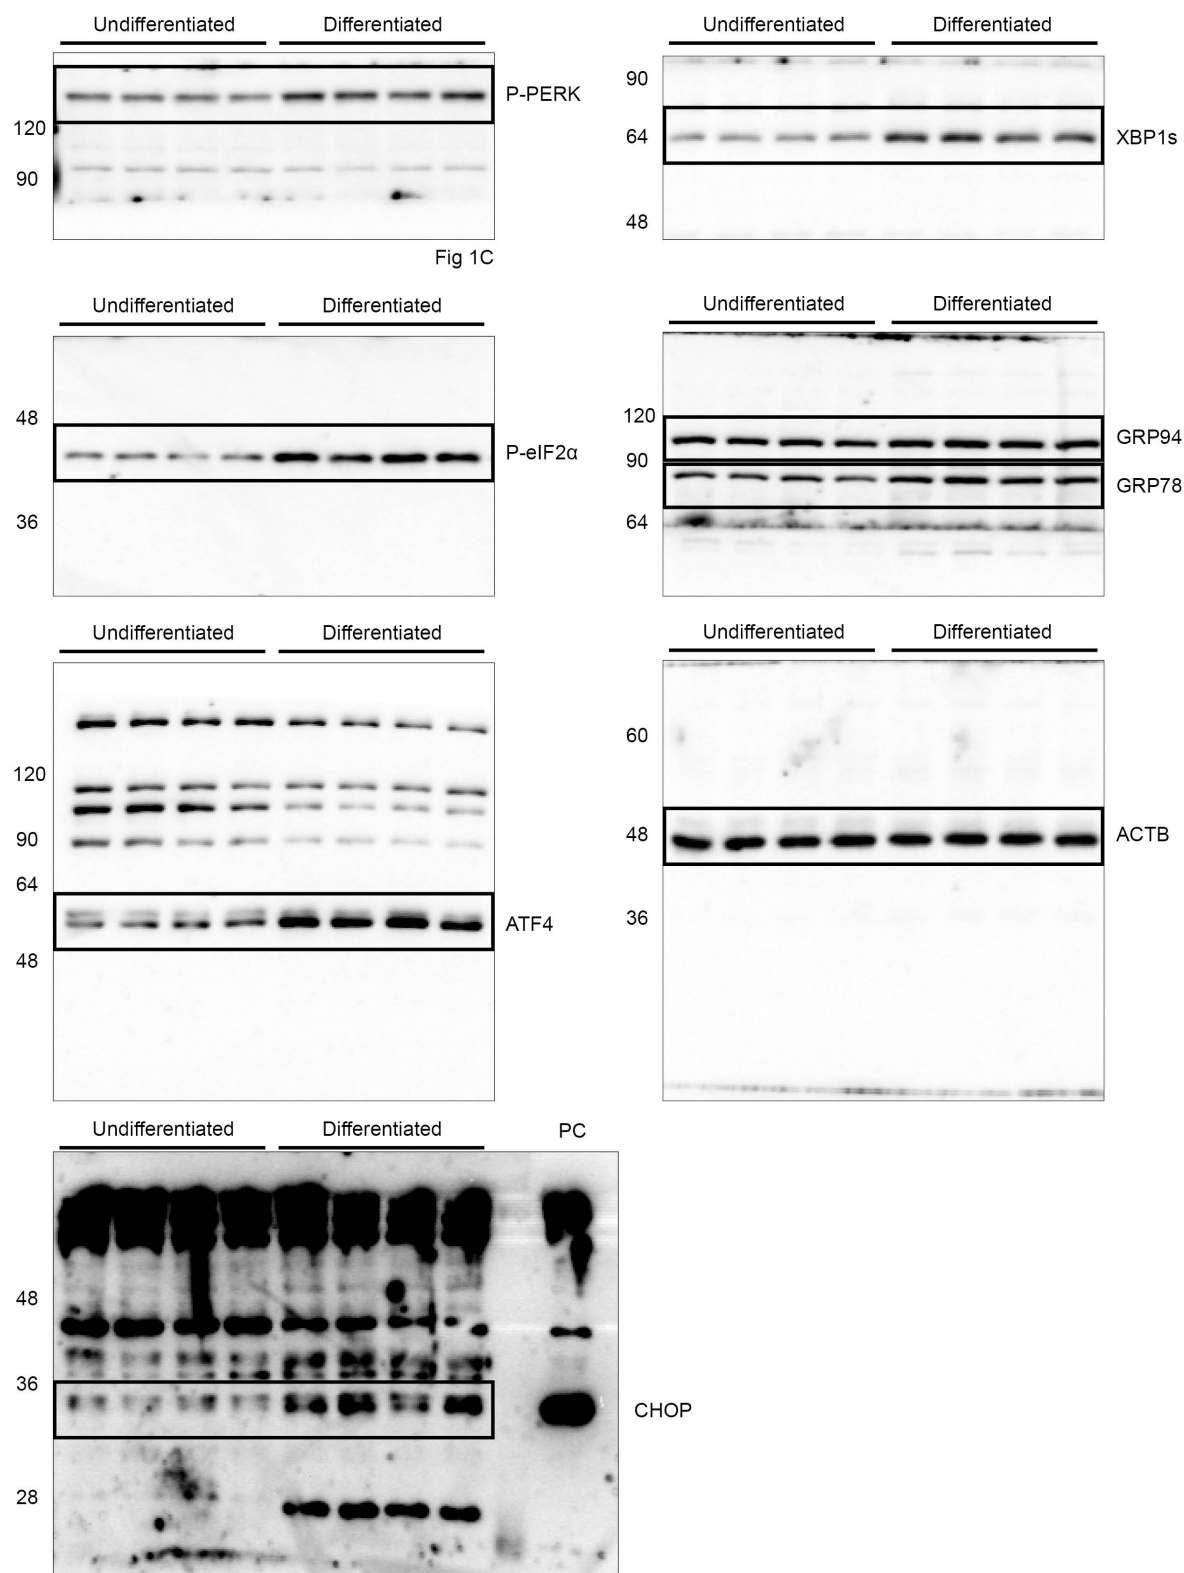 Undifferentiated Differentiated
P-PERK
120
90
Fig 1C
Undifferentiated Differentiated
90
64
XBP1s
48
Undifferentiated Differentiated
48
P-eIF2α
36
Undifferentiated Differentiated
120
GRP94
90
GRP78
64
Undifferentiated Differentiated
120
90
64
ATF4
48
Undifferentiated Differentiated
60
48
ACTB
36
Undifferentiated Differentiated PC
48
36
CHOP
28